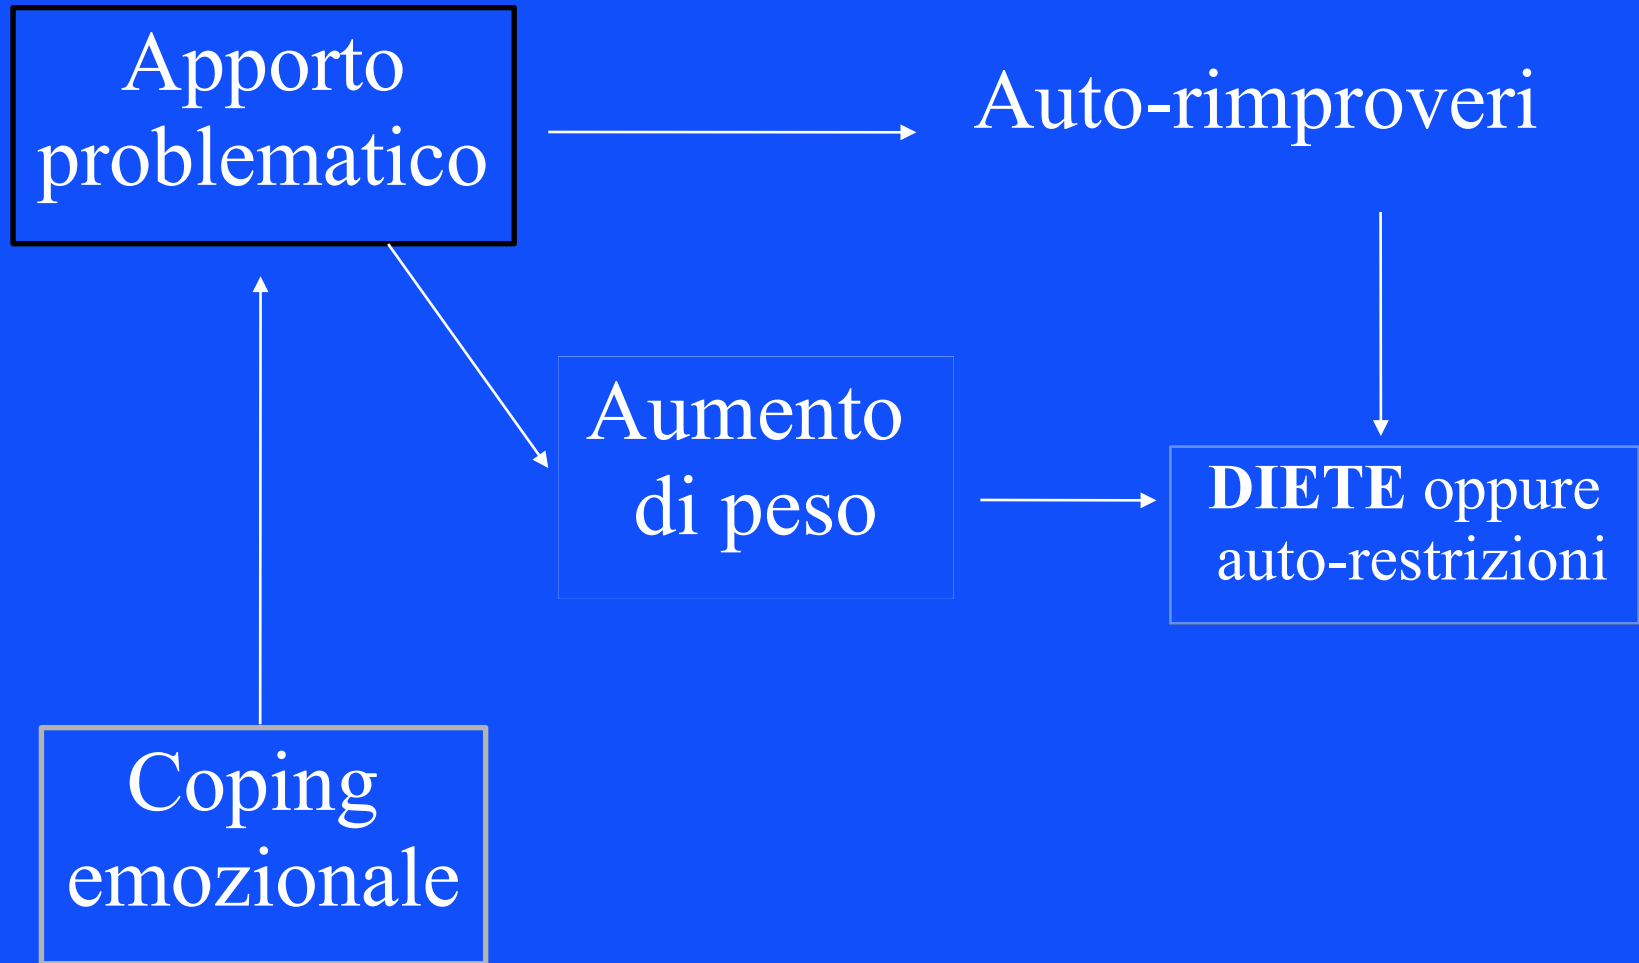 Apporto
problematico
Auto-rimproveri
Aumento
di peso
DIETE oppure
auto-restrizioni
Coping
emozionale